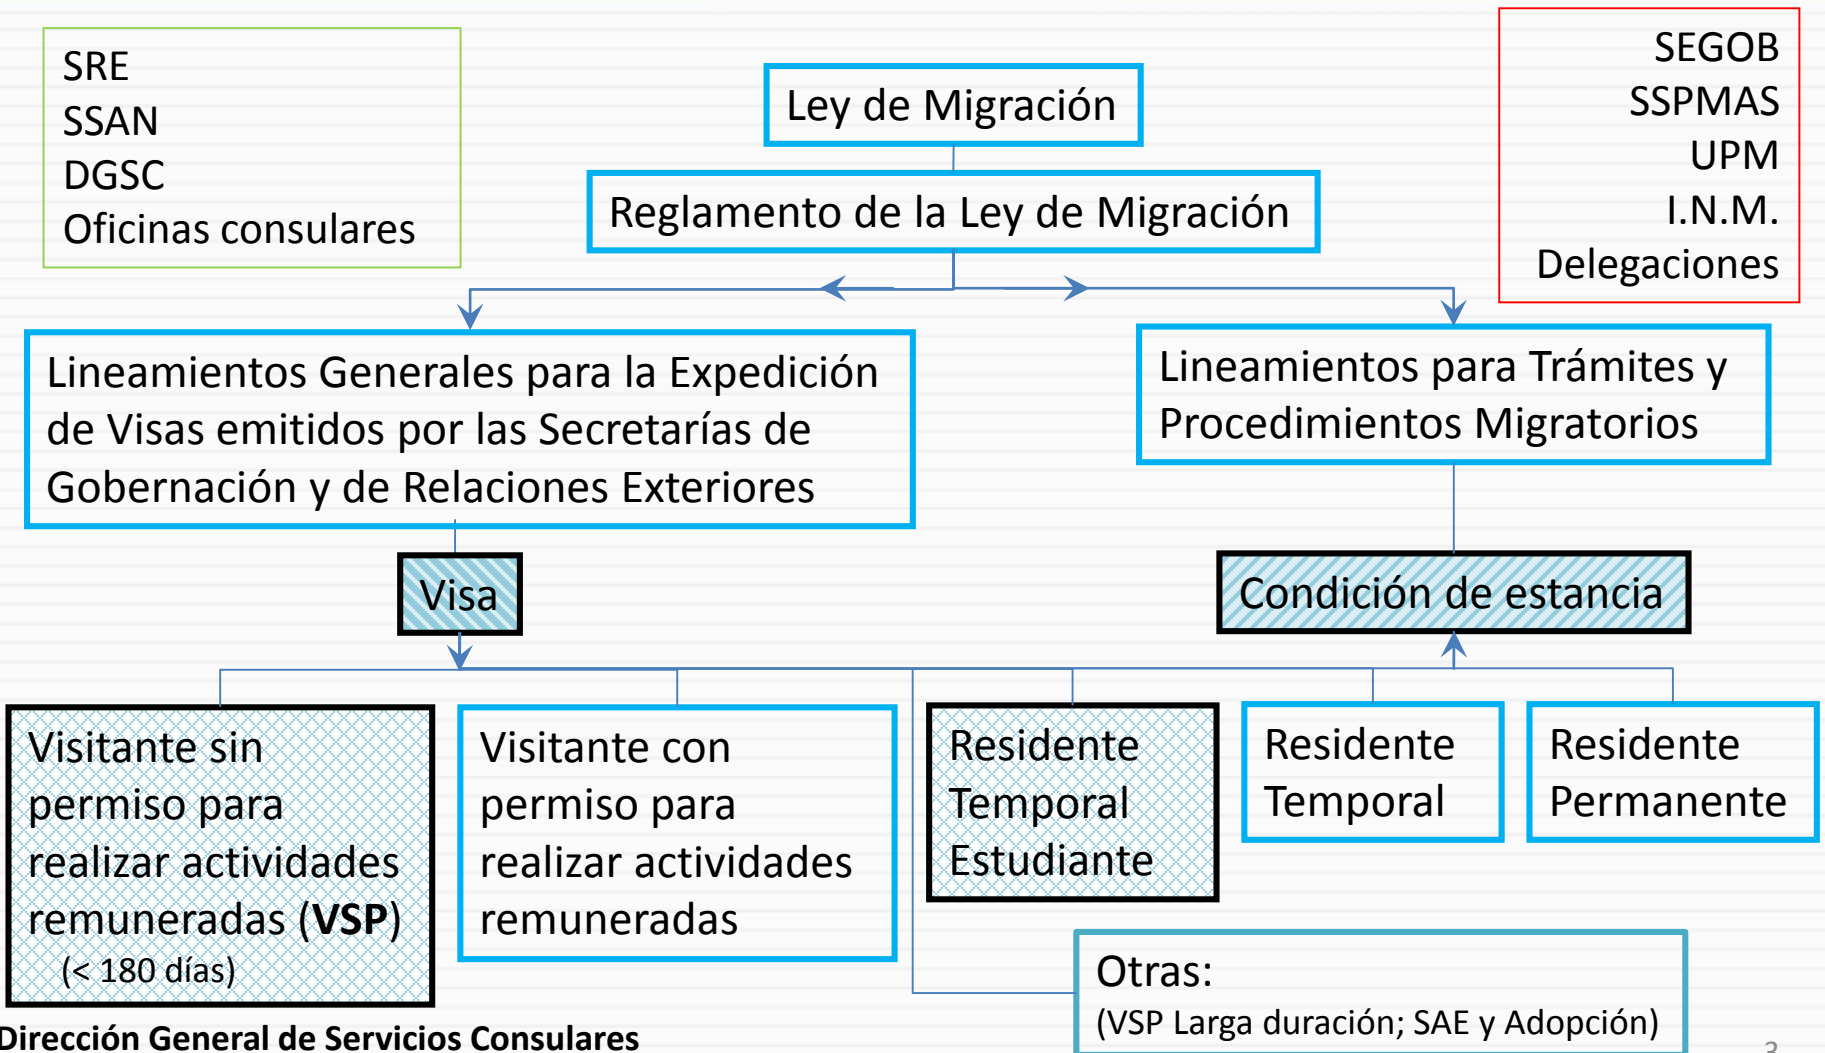 SRE
SSAN
DGSC
Oficinas consulares
Ley de Migración
Reglamento de la Ley de Migración
SEGOB
SSPMAS
UPM
I.N.M.
Delegaciones
Lineamientos Generales para la Expedición
de Visas emitidos por las Secretarías de
Gobernación y de Relaciones Exteriores
Lineamientos para Trámites y
Procedimientos Migratorios
Visa
Condición de estancia
Visitante sin
permiso para
realizar actividades
remuneradas (VSP)
(< 180 días)
Visitante con
permiso para
realizar actividades
remuneradas
Residente
Temporal
Estudiante
Residente
Temporal
Residente
Permanente
Otras:
(VSP Larga duración; SAE y Adopción)
Dirección General de Servicios Consulares
3